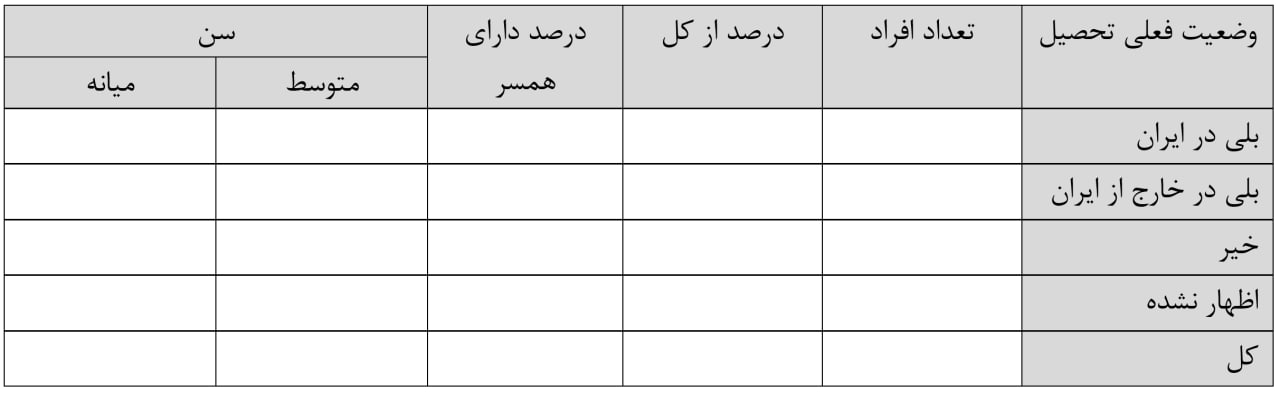 وضعیت فعلی تحصیل
تعداد افراد
درصد از کل
درصد دارای
همسر
سن
متوسط
میانه
بلی در ایران
بلی در خارج از ایران
خیر
اظهار نشده
کل